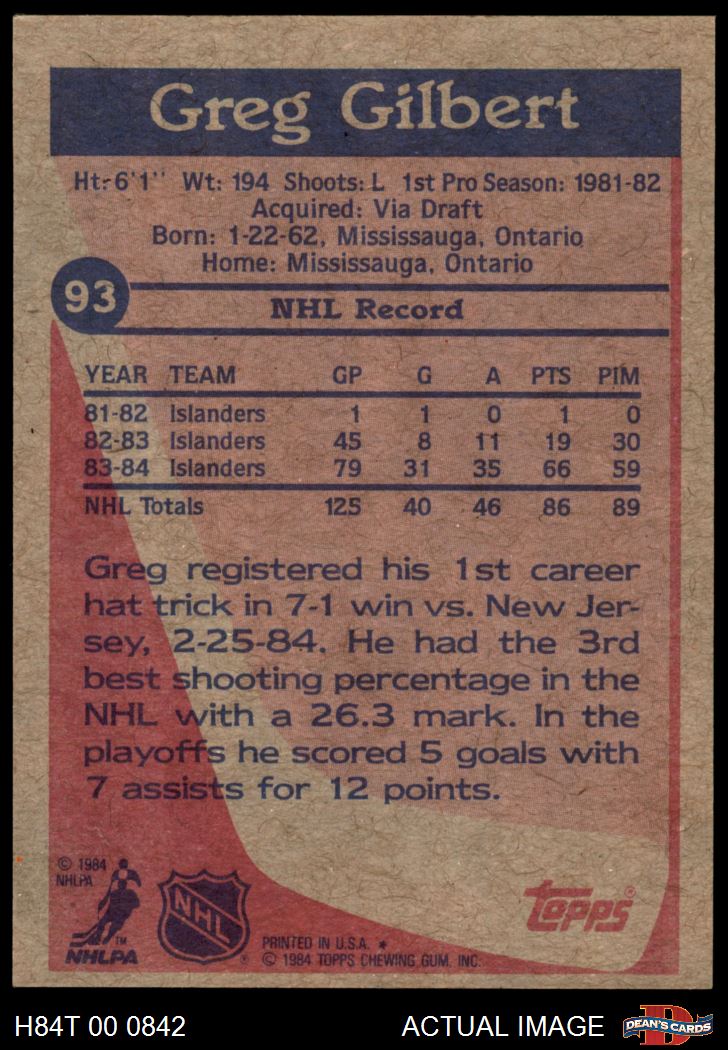 Greg Gilbert
Ht: 6'1'' Wt: 194 Shoots: L 1st Pro Season: 1981-82
Acquired: Via Draft
Born: 1-22-62, Mississauga, Ontario
Home: Mississauga, Ontario
93
NHL Record
YEAR TEAM GP G A PTS PIM
81-82 Islanders 1 1 0 1 0
82-83 Islanders 45 8 11 19 30
83-84 Islanders 79 31 35 66 59
NHL Totals 125 40 46 86 89
Greg registered his 1st career
hat trick in 7-1 win vs. New Jer-
sey, 2-25-84. He had the 3rd
best shooting percentage in the
NHL with a 26.3 mark. In the
playoffs he scored 5 goals with
7 assists for 12 points.
© 1984
NHLPA
TM
NHLPA
NHL
®
PRINTED IN U.S.A. *
© 1984 TOPPS CHEWING GUM, INC.
topps®
H84T 00 0842
ACTUAL IMAGE
D
DEAN'S CARDS